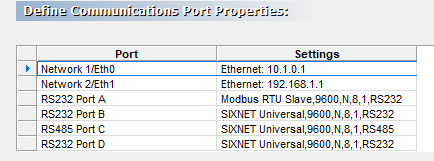 Define Communications Port Properties:
Port Settings
Network 1/Eth0 Ethernet: 10.1.0.1
Network 2/Eth1 Ethernet: 192.168.1.1
RS232 Port A Modbus RTU Slave,9600,N,8,1,RS232
RS232 Port B SIXNET Universal,9600,N,8,1,RS232
RS485 Port C SIXNET Universal,9600,N,8,1,RS485
RS232 Port D SIXNET Universal,9600,N,8,1,RS232